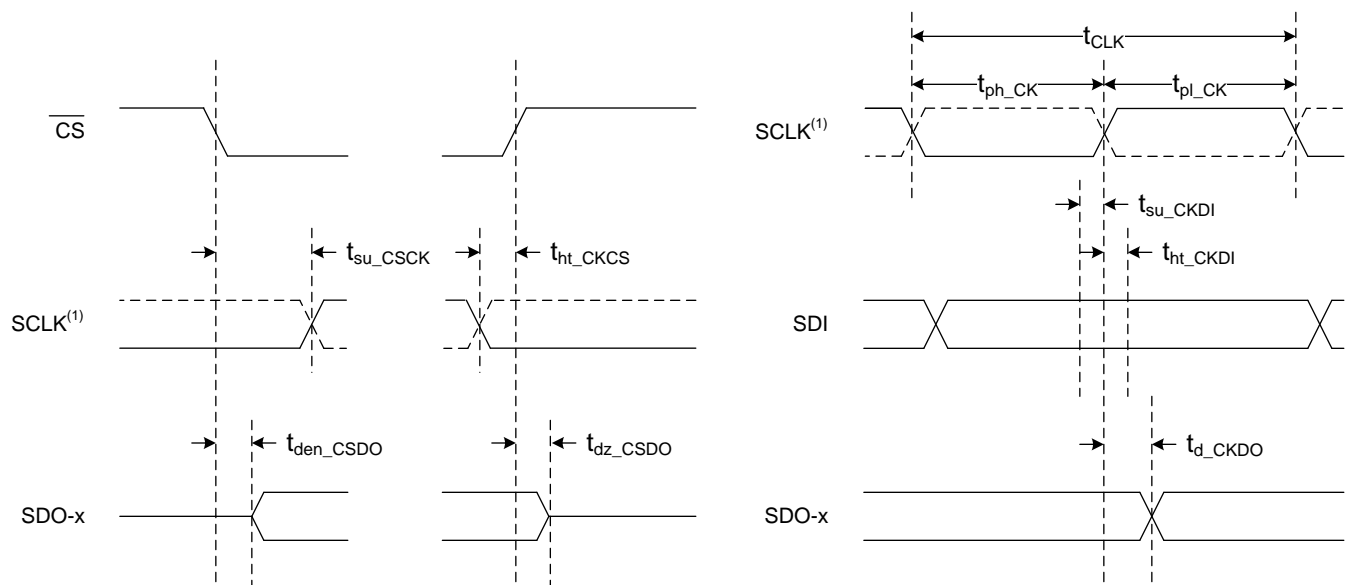 t_CLK
t_ph_CK
t_pl_CK
CS
SCLK(1)
t_su_CKDI
t_su_CSCK
t_ht_CKCS
t_ht_CKDI
SCLK(1)
SDI
t_den_CSDO
t_dz_CSDO
t_d_CKDO
SDO-x
SDO-x